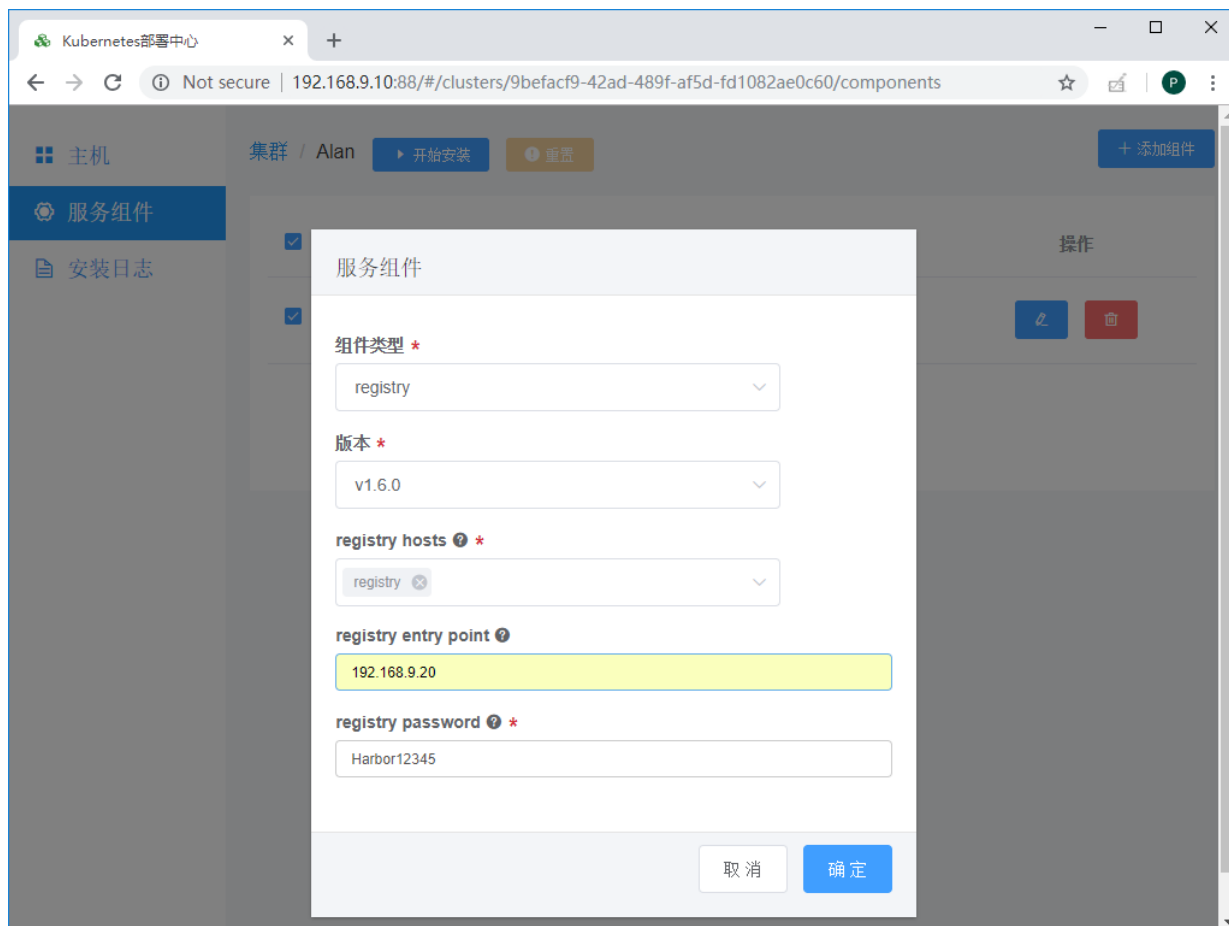 Kubernetes部署中心
Not secure | 192.168.9.10:88/#/clusters/9befacf9-42ad-489f-af5d-fd1082ae0c60/components
P
主机
集群 / Alan 开始安装 重置 + 添加组件
服务组件
安装日志
操作
服务组件
组件类型 *
registry
版本 *
v1.6.0
registry hosts *
registry
registry entry point
192.168.9.20
registry password *
Harbor12345
取消 确定